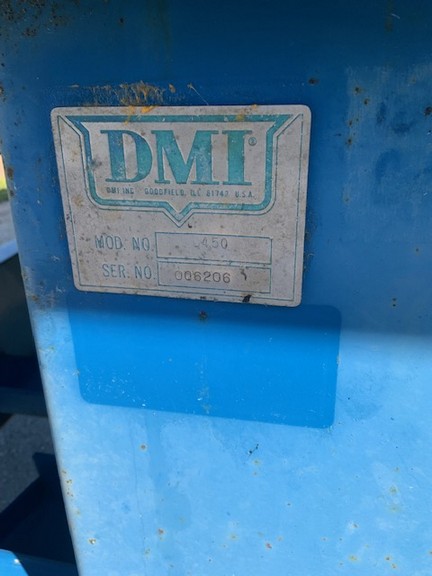 DMI®
DMI INC. GOODFIELD, ILL 61742 U.S.A.
MOD. NO. 450
SER. NO 006206